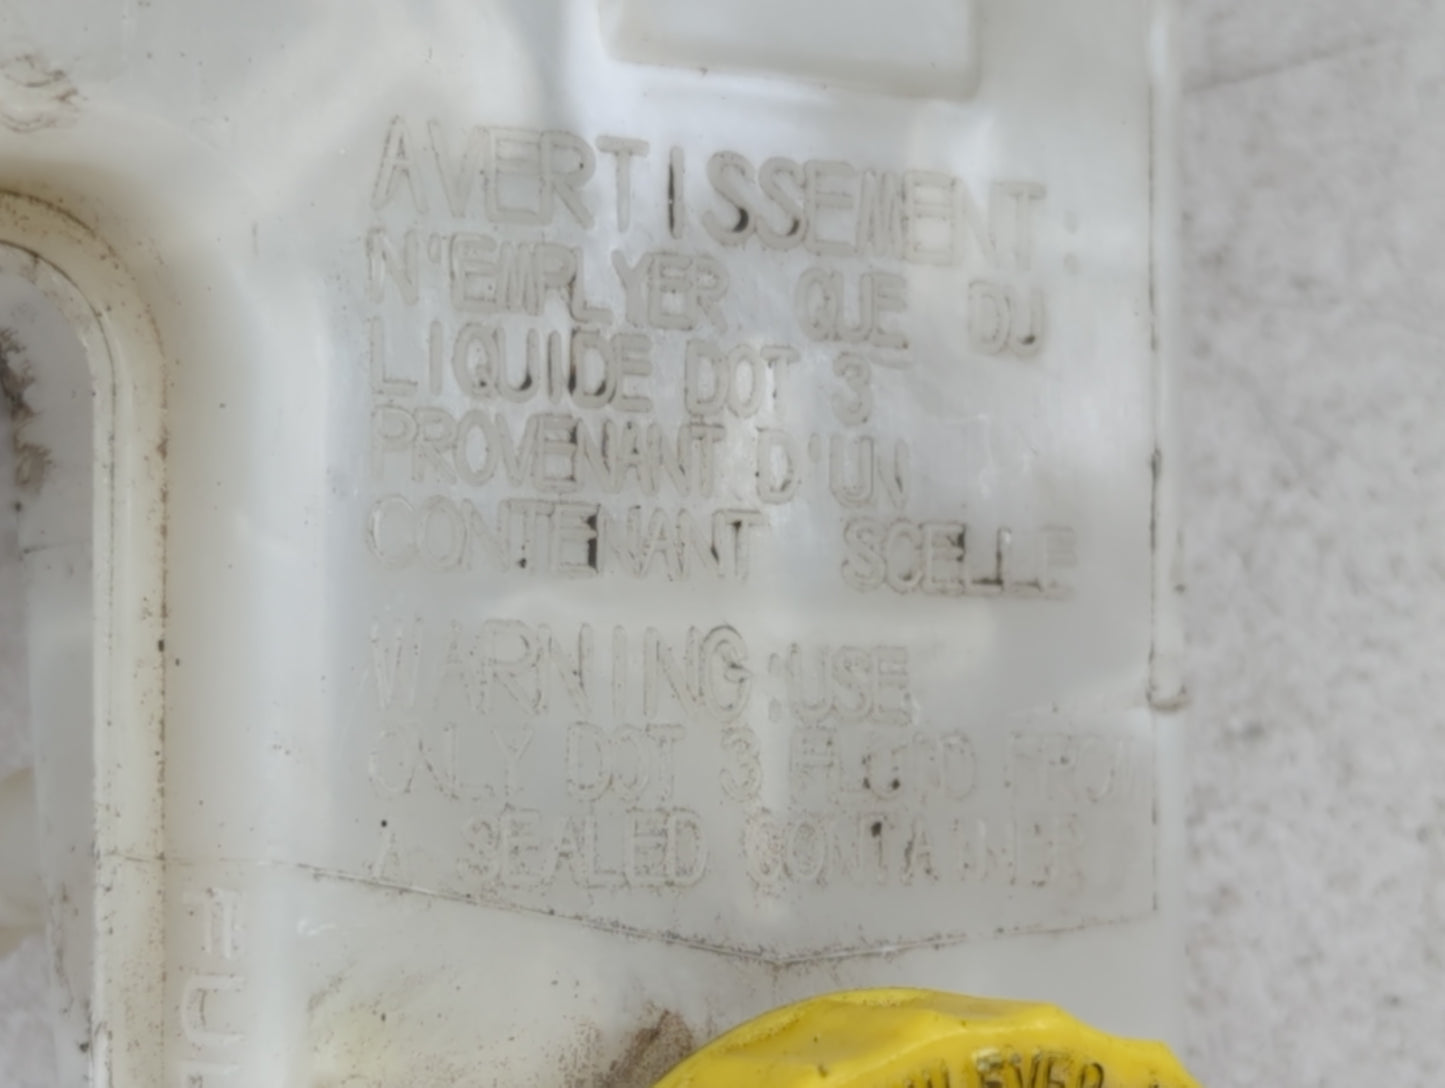 AVERTISSEMENT:
N'EMPLYER QUE DU
LIQUIDE DOT 3
PROVENANT D'UN
CONTENANT SCELLE
WARNING:USE
ONLY DOT 3 FLUID FROM
A SEALED CONTAINER